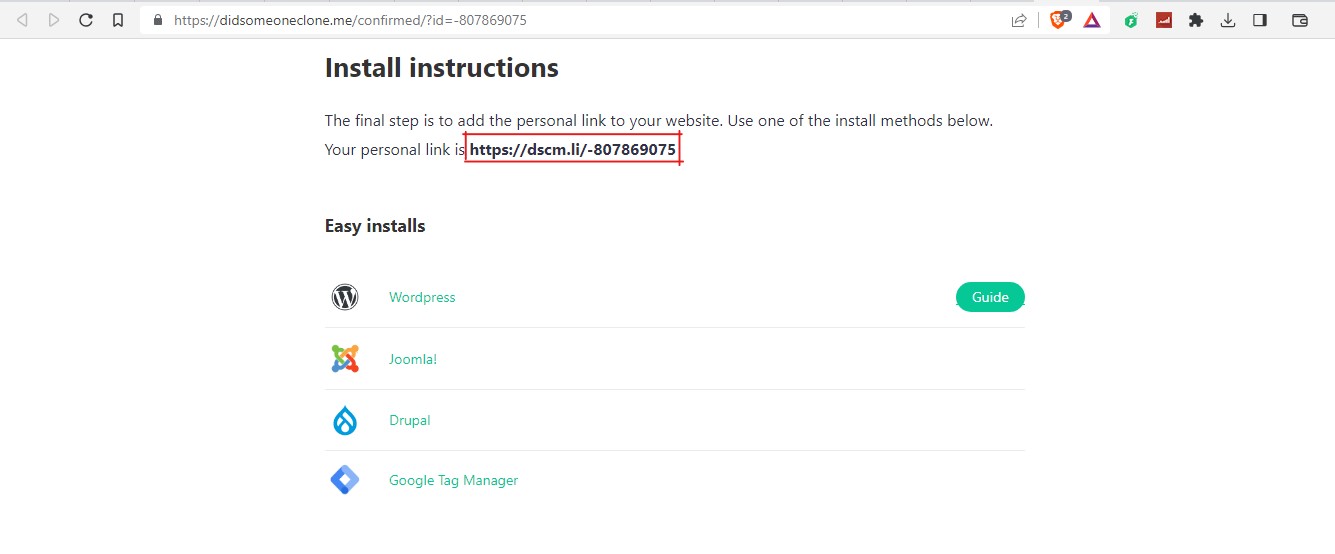 https://didsomeoneclone.me/confirmed/?id=-807869075
2
Install instructions
The final step is to add the personal link to your website. Use one of the install methods below.
Your personal link is https://dscm.li/-807869075
Easy installs
Wordpress
Guide
Joomla!
Drupal
Google Tag Manager